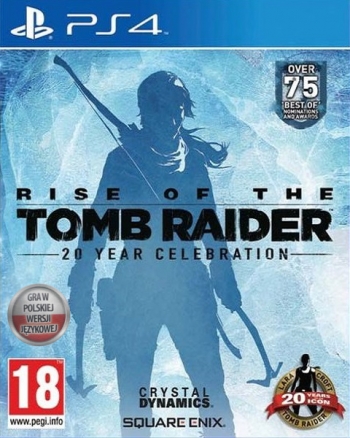 PS4
OVER
75
BEST OF
NOMINATIONS
AND AWARDS
RISE OF THE
TOMB RAIDER
20 YEAR CELEBRATION
GRA W
POLSKIEJ
WERSJI
JĘZYKOWEJ
18
www.pegi.info
CRYSTAL
DYNAMICS.
SQUARE ENIX.
LARA CROFT
20 YEARS
ICON
TOMB RAIDER